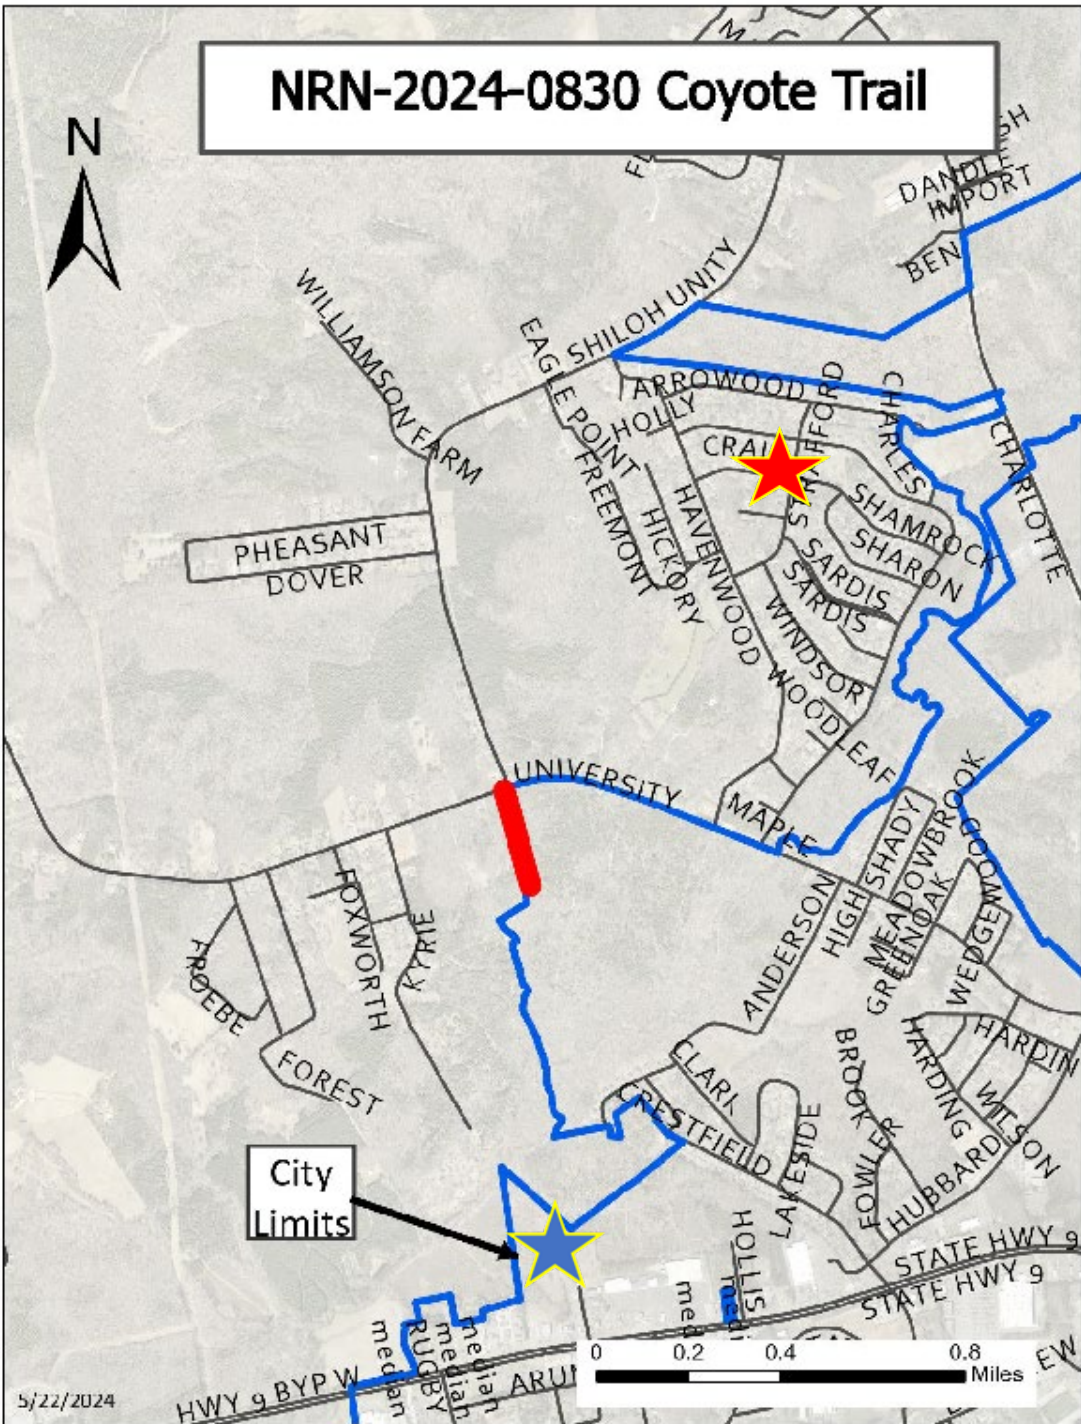 NRN-2024-0830 Coyote Trail
N
DANDLE
IMPORT
BEN
SHILOH UNITY
WILLIAMSON FARM
EAGLE POINT
ARROWOOD
HOLLY
CHARLES
CHARLOTTE
FREEMONT
HICKORY
HAVENWOOD
SHAMROCK
SHARON
SARDIS
SARDIS
WINDSOR
WOODLEAF
PHEASANT
DOVER
UNIVERSITY
MAPLE
SHADY
MEADOWBROOK
GREENOAK
WEDGEWOOD
HIGH
ANDERSON
FOXWORTH
KYRIE
FROEBE
FOREST
CLARK
CRESTFIELD
LAKESIDE
BROOK
FOWLER
HARDING
HARDIN
WILSON
HUBBARD
City
Limits
HOLLIS
STATE HWY 9
STATE HWY 9
median
RUGBY
median
median
HWY 9 BYP W
0 0.2 0.4 0.8
Miles
5/22/2024